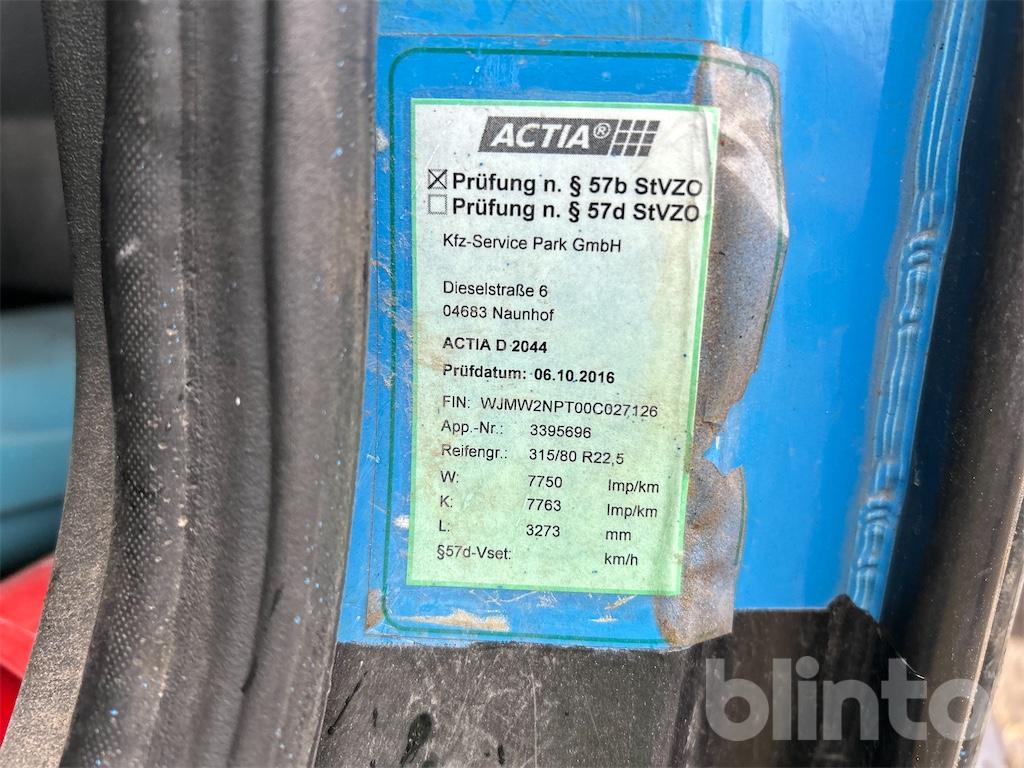 ACTIA®
☒ Prüfung n. § 57b StVZO
☐ Prüfung n. § 57d StVZO
Kfz-Service Park GmbH
Dieselstraße 6
04683 Naunhof
ACTIA D 2044
Prüfdatum: 06.10.2016
FIN: WJMW2NPT00C027126
App.-Nr.: 3395696
Reifengr.: 315/80 R22,5
W: 7750 Imp/km
K: 7763 Imp/km
L: 3273 mm
§57d-Vset: km/h
blinto